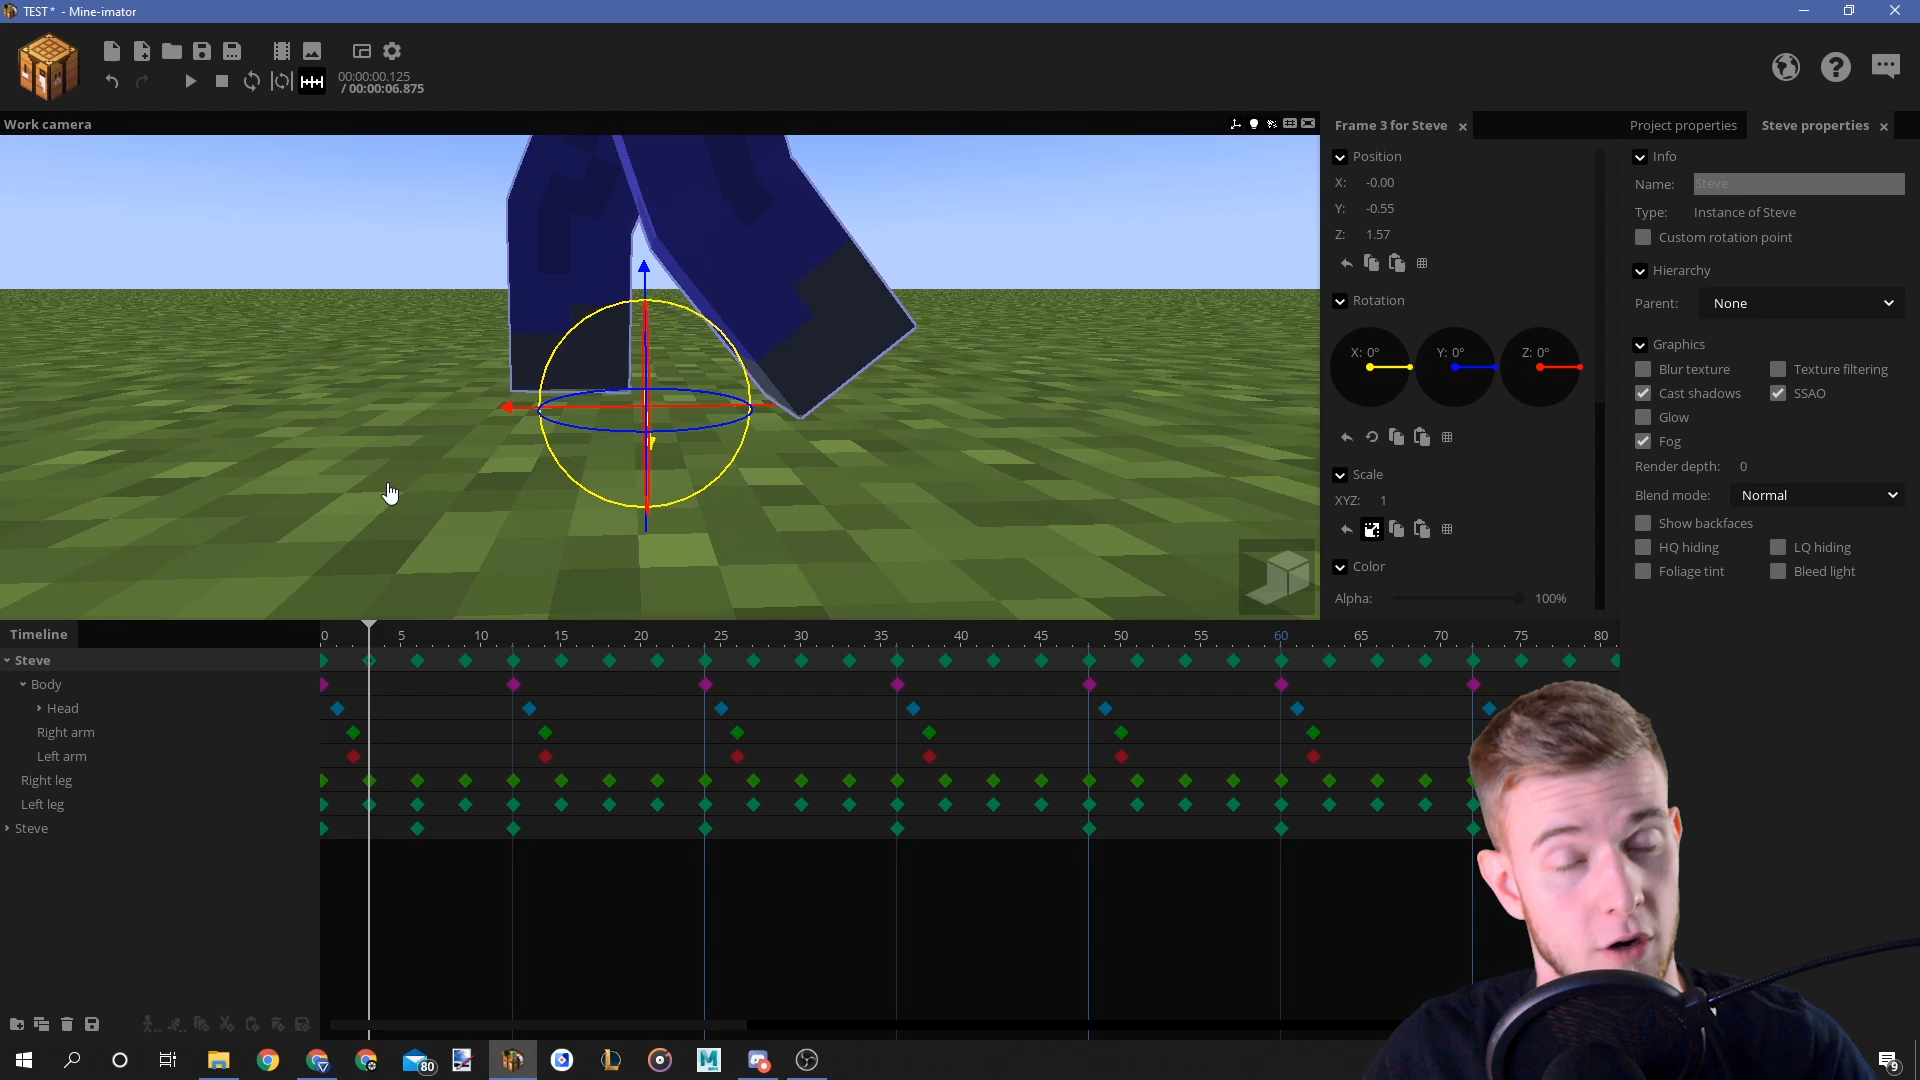 TEST* - Mine-imator
00:00:00.125
/ 00:00:06.875
Work camera
Frame 3 for Steve
Project properties
Steve properties
Position
X: -0.00
Y: -0.55
Z: 1.57
Rotation
X: 0°
Y: 0°
Z: 0°
Scale
XYZ: 1
Color
Alpha: 100%
Info
Name: Steve
Type: Instance of Steve
Custom rotation point
Hierarchy
Parent: None
Graphics
Blur texture
Texture filtering
Cast shadows
SSAO
Glow
Fog
Render depth: 0
Blend mode: Normal
Show backfaces
HQ hiding
LQ hiding
Foliage tint
Bleed light
Timeline
0 5 10 15 20 25 30 35 40 45 50 55 60 65 70 75 80
Steve
Body
Head
Right arm
Left arm
Right leg
Left leg
Steve
80
9